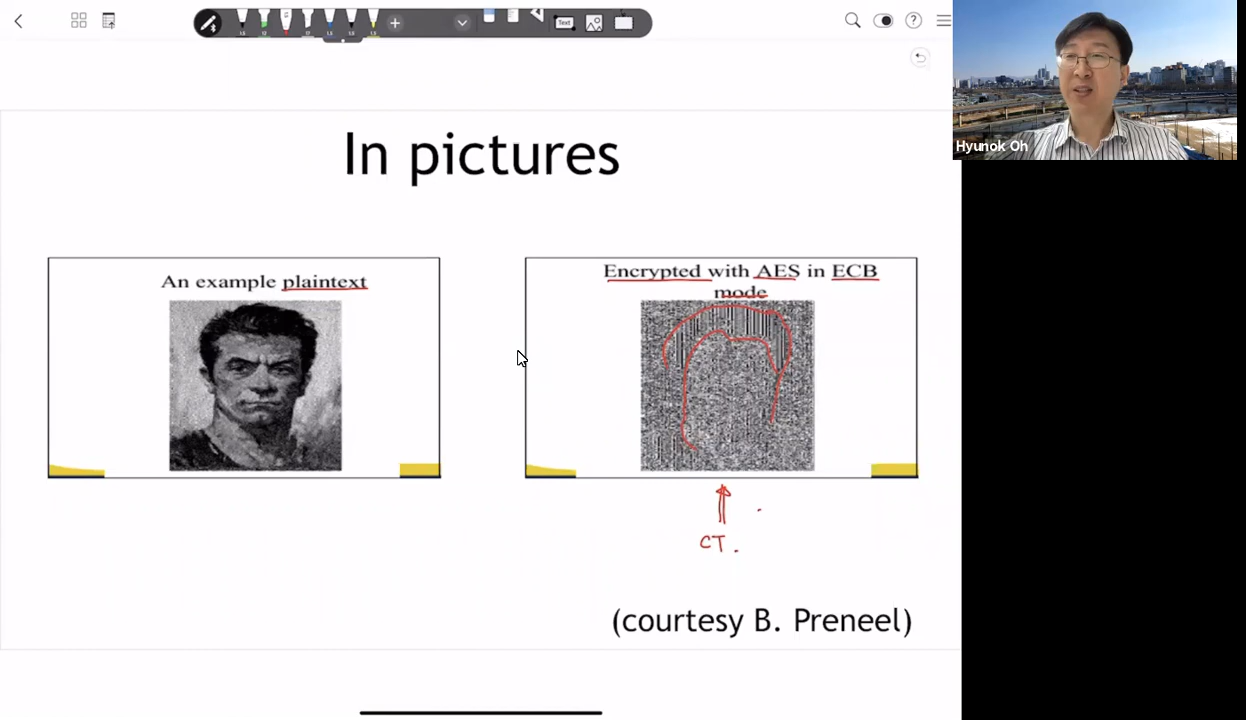 Text
Hyunok Oh
In pictures
An example plaintext
Encrypted with AES in ECB
mode
CT.
(courtesy B. Preneel)